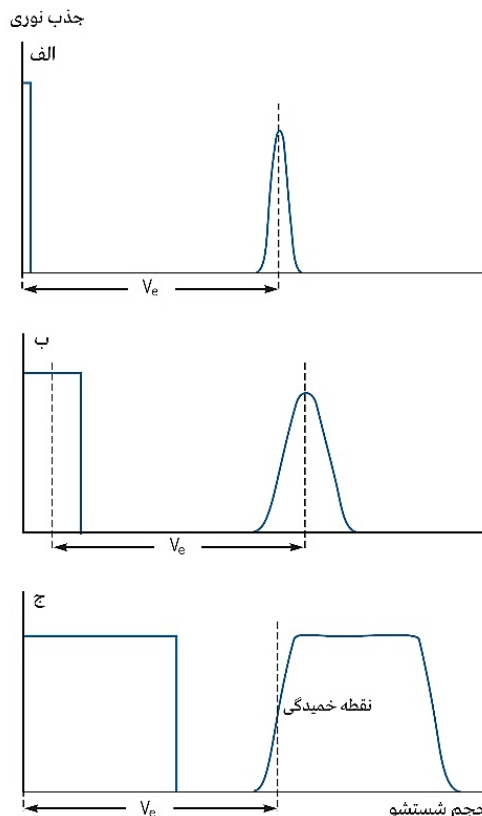 جذب نوری
الف
Ve
ب
Ve
ج
نقطه خمیدگی
Ve
حجم شستشو